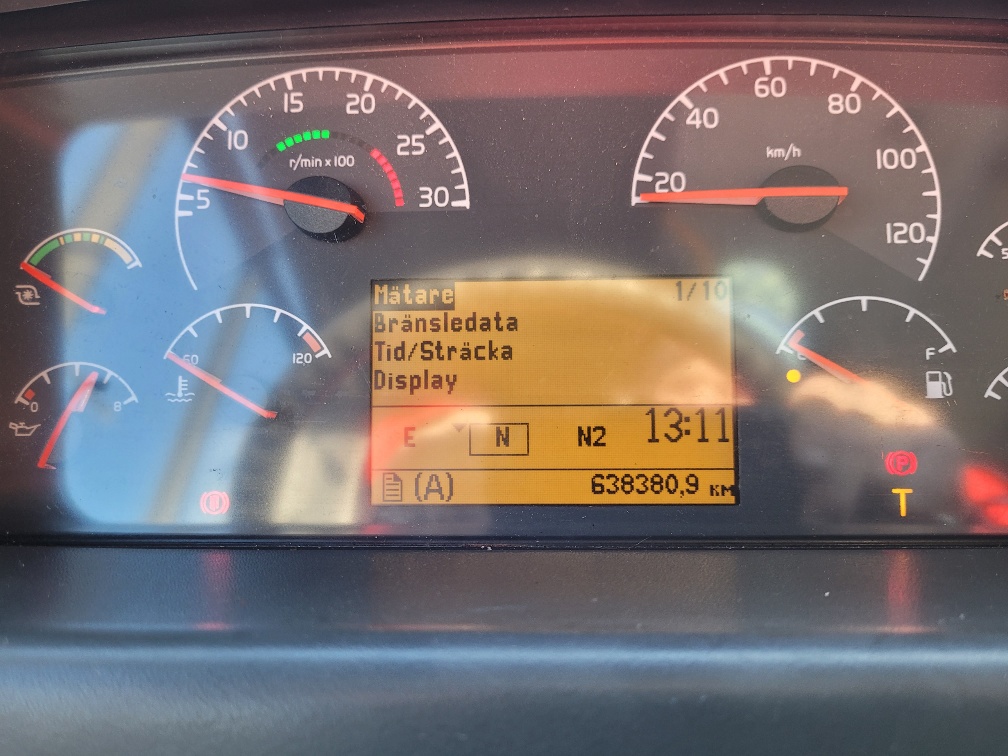 5
10
15
20
25
30
r/min x 100
20
40
60
80
100
120
km/h
Mätare 1/10
Bränsledata
Tid/Sträcka
Display
E N N2 13:11
(A) 638380,9 KM
60
120
0
8
F
P
T